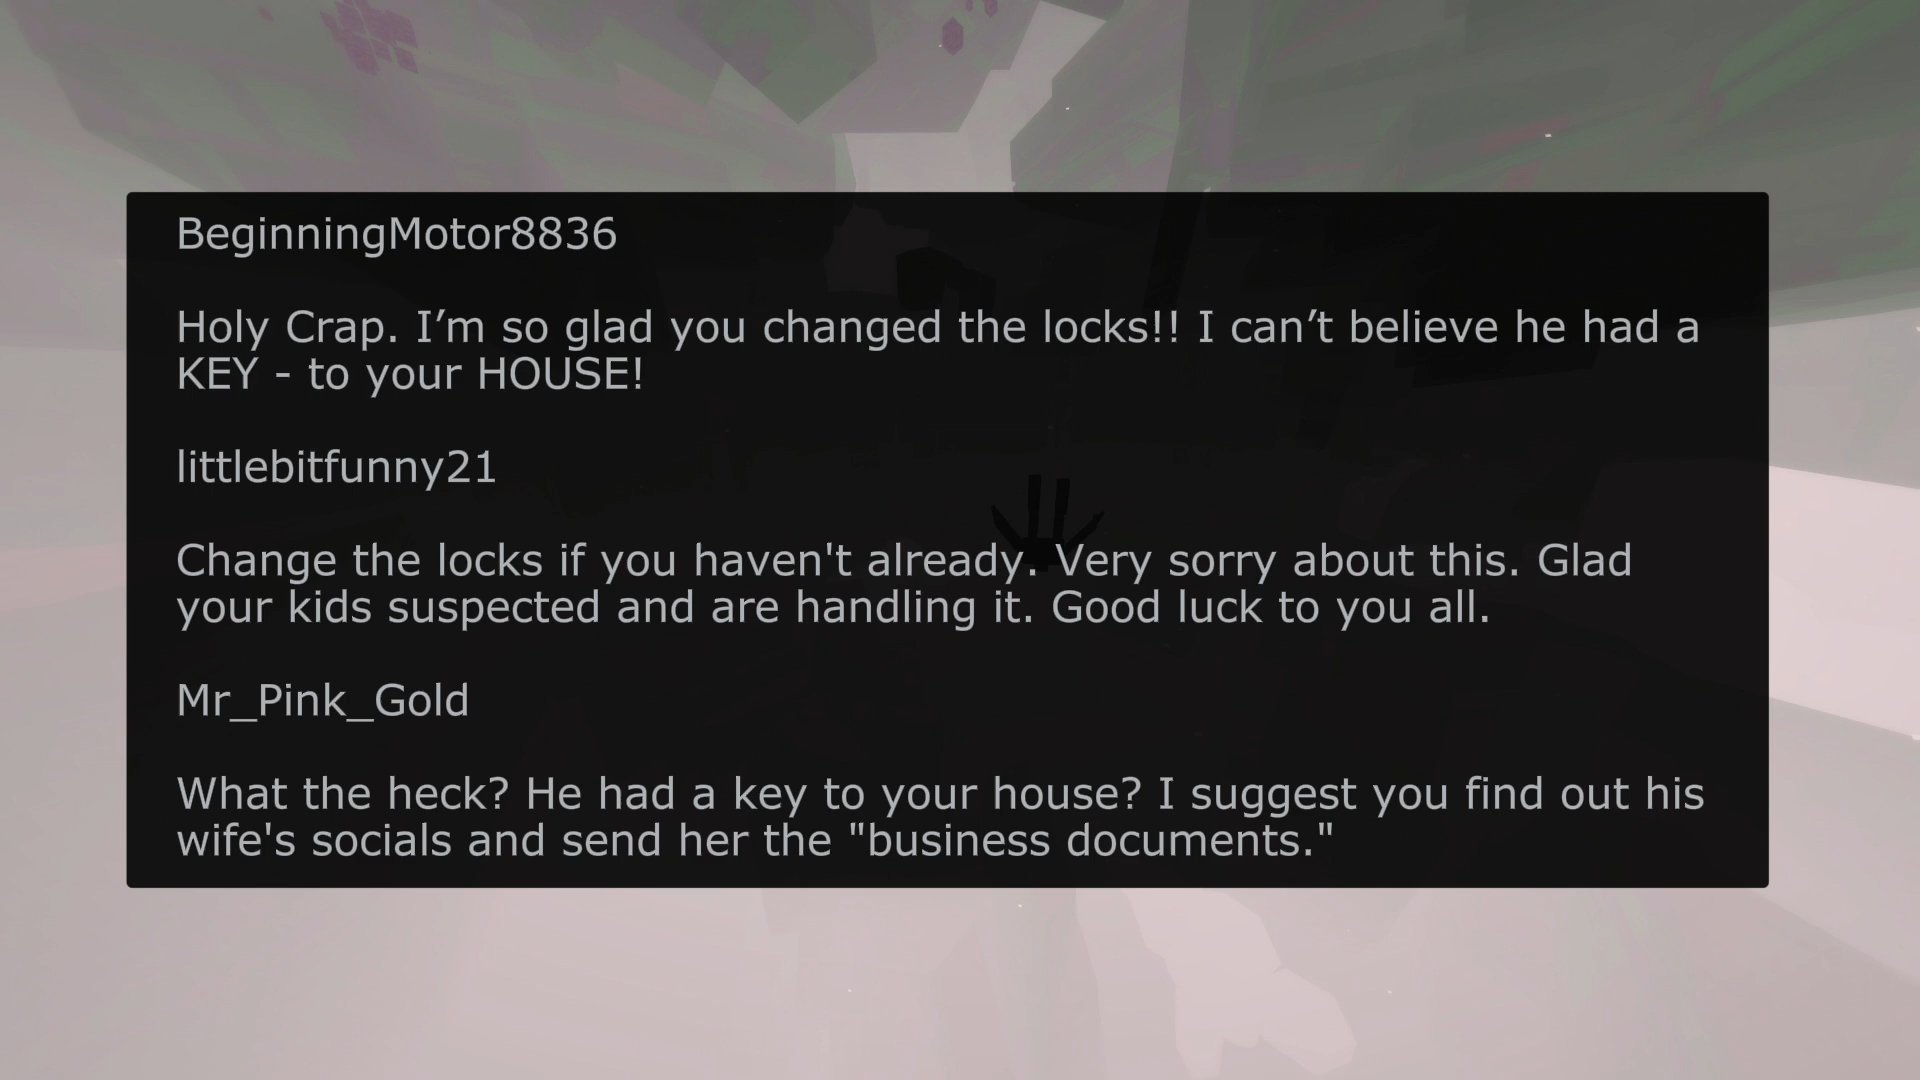 BeginningMotor8836
Holy Crap. I’m so glad you changed the locks!! I can’t believe he had a
KEY - to your HOUSE!
littlebitfunny21
Change the locks if you haven't already. Very sorry about this. Glad
your kids suspected and are handling it. Good luck to you all.
Mr_Pink_Gold
What the heck? He had a key to your house? I suggest you find out his
wife's socials and send her the "business documents."